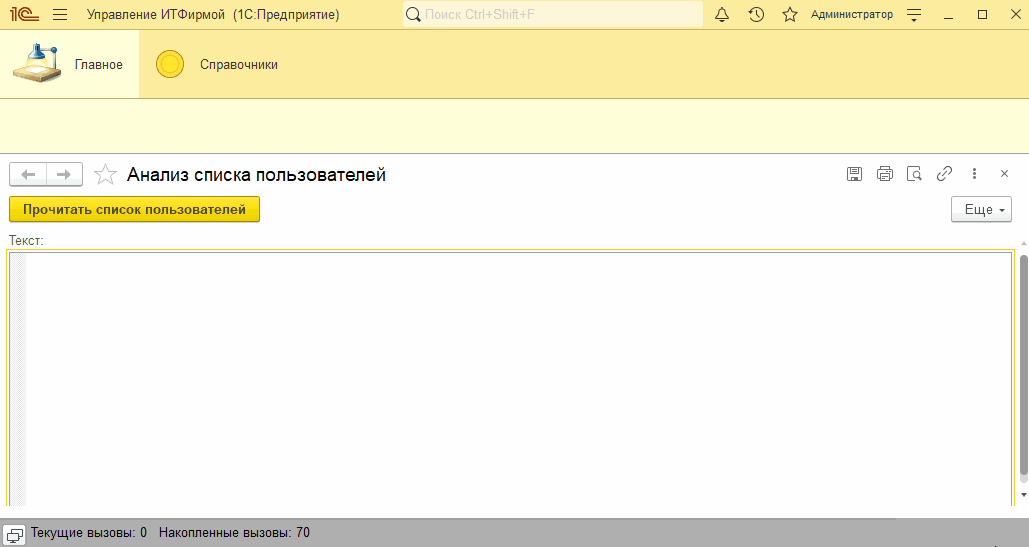 1С Управление ИТФирмой (1С:Предприятие) Поиск Ctrl+Shift+F Администратор
Главное Справочники
Анализ списка пользователей
Прочитать список пользователей Еще
Текст:
Текущие вызовы: 0 Накопленные вызовы: 70